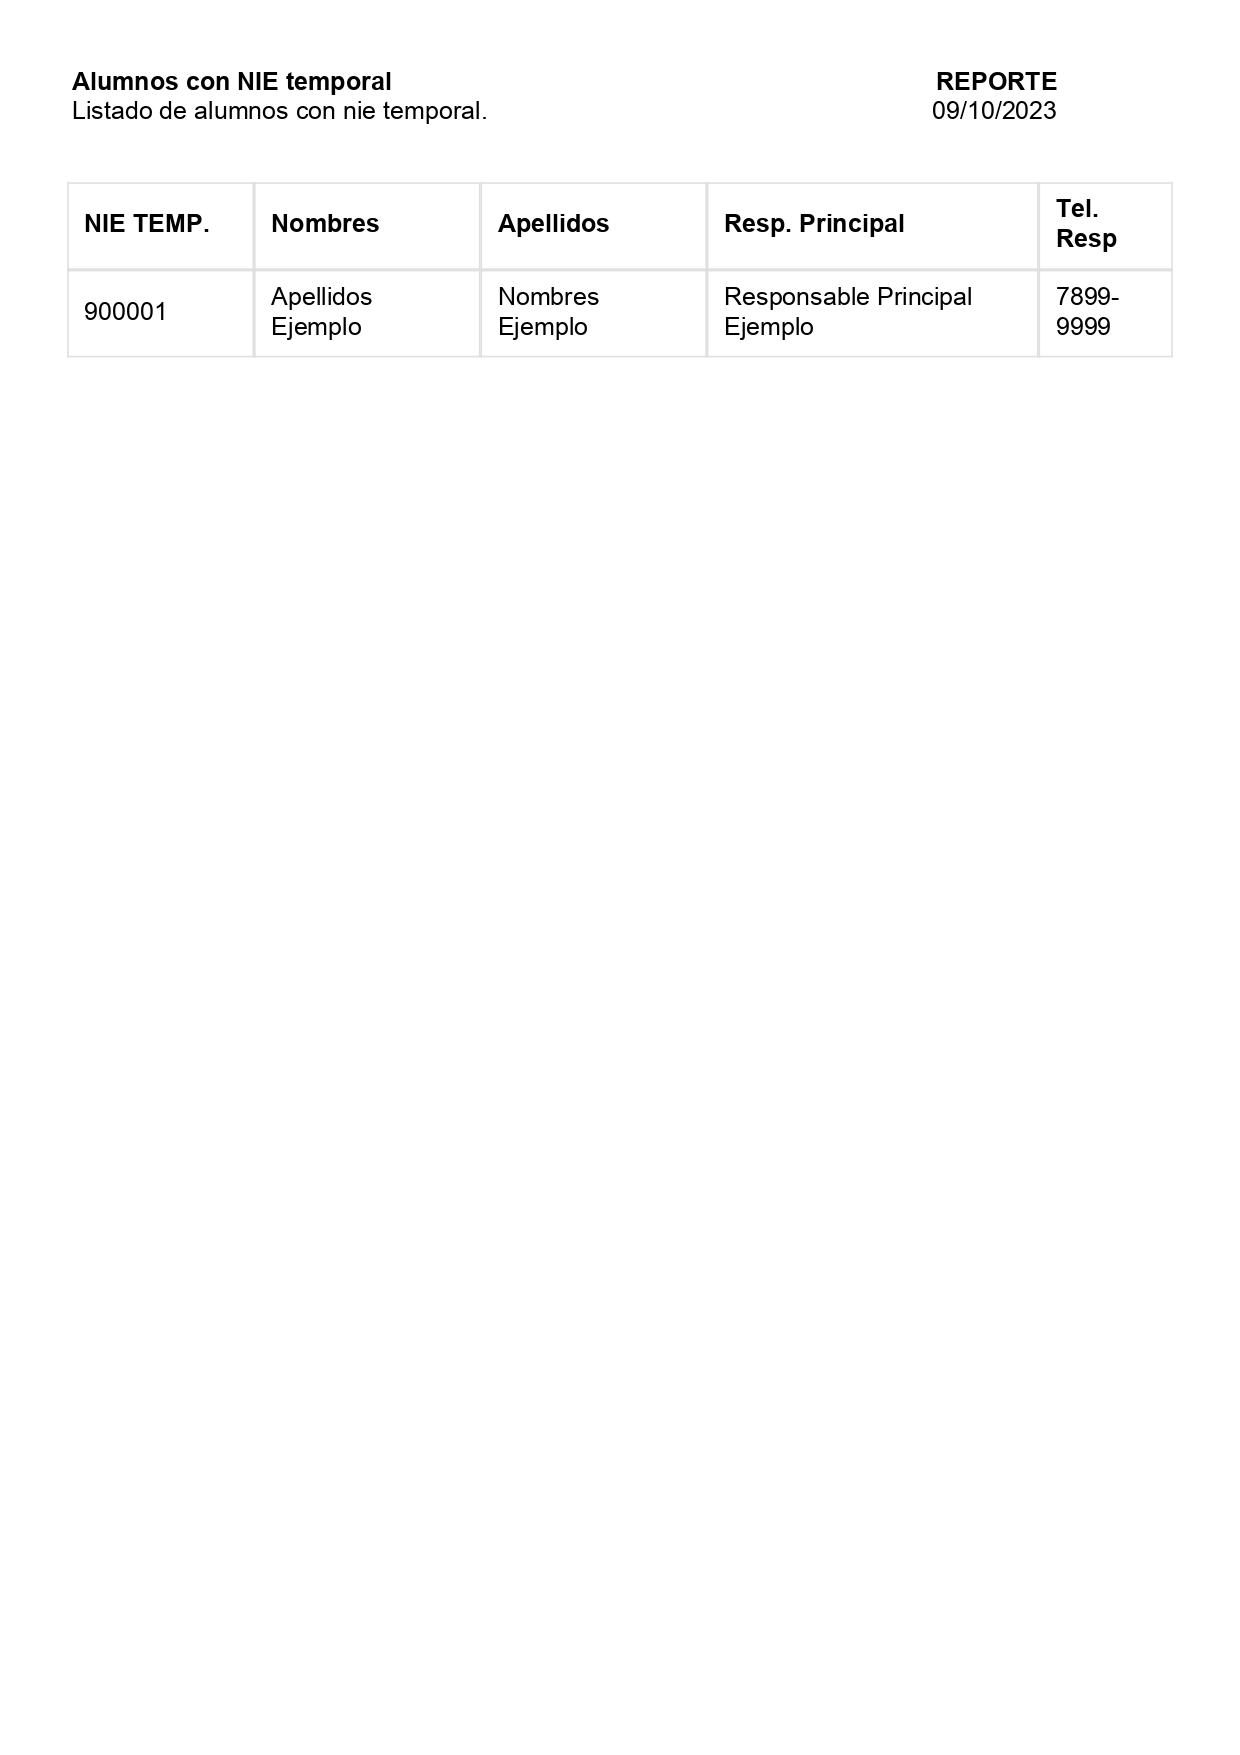 Alumnos con NIE temporal
Listado de alumnos con nie temporal.
REPORTE
09/10/2023
NIE TEMP.
Nombres
Apellidos
Resp. Principal
Tel.
Resp
900001
Apellidos
Ejemplo
Nombres
Ejemplo
Responsable Principal
Ejemplo
7899-
9999